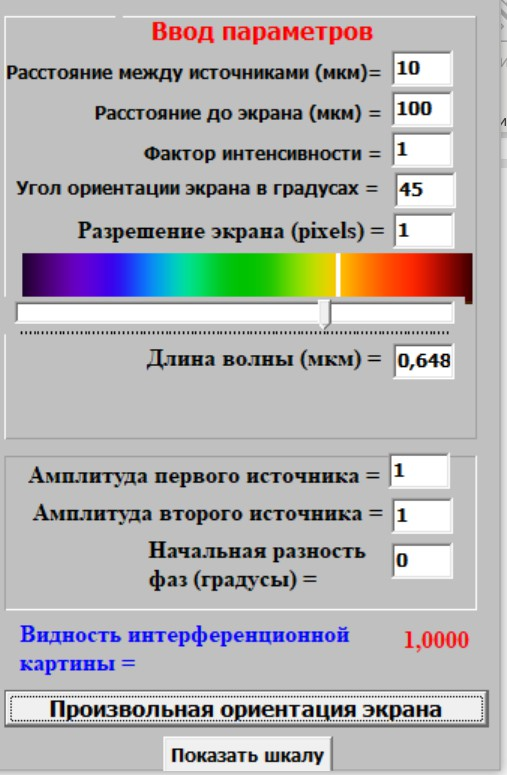 Ввод параметров
Расстояние между источниками (мкм)= 10
Расстояние до экрана (мкм) = 100
Фактор интенсивности = 1
Угол ориентации экрана в градусах = 45
Разрешение экрана (pixels) = 1
Длина волны (мкм) = 0,648
Амплитуда первого источника = 1
Амплитуда второго источника = 1
Начальная разность
фаз (градусы) = 0
Видность интерференционной 1,0000
картины =
Произвольная ориентация экрана
Показать шкалу